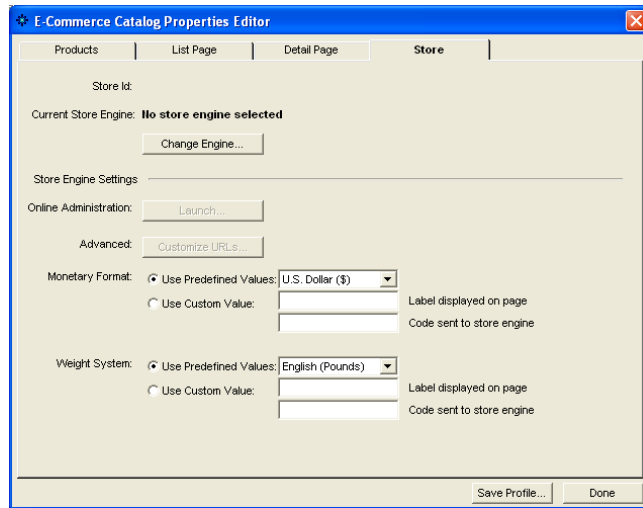 E-Commerce Catalog Properties Editor
Products List Page Detail Page Store
Store Id:
Current Store Engine: No store engine selected
Change Engine...
Store Engine Settings
Online Administration: Launch...
Advanced: Customize URLs...
Monetary Format: Use Predefined Values: U.S. Dollar ($)
Use Custom Value: Label displayed on page
Code sent to store engine
Weight System: Use Predefined Values: English (Pounds)
Use Custom Value: Label displayed on page
Code sent to store engine
Save Profile... Done